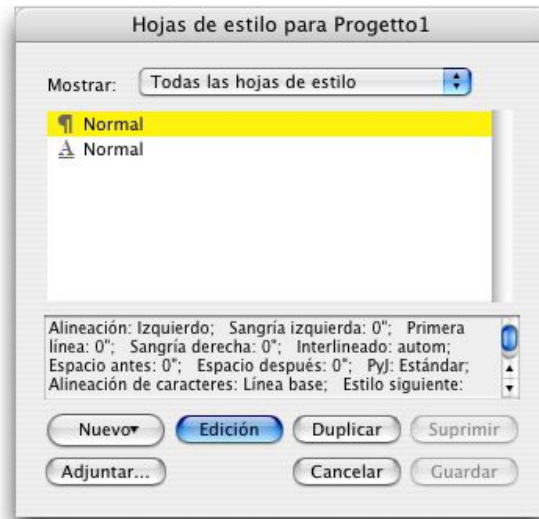 Hojas de estilo para Progetto1
Mostrar: Todas las hojas de estilo
¶ Normal
A Normal
Alineación: Izquierdo; Sangría izquierda: 0"; Primera
línea: 0"; Sangría derecha: 0"; Interlineado: autom;
Espacio antes: 0"; Espacio después: 0"; PyJ: Estándar;
Alineación de caracteres: Línea base; Estilo siguiente:
Nuevo▾ Edición Duplicar Suprimir
Adjuntar... Cancelar Guardar